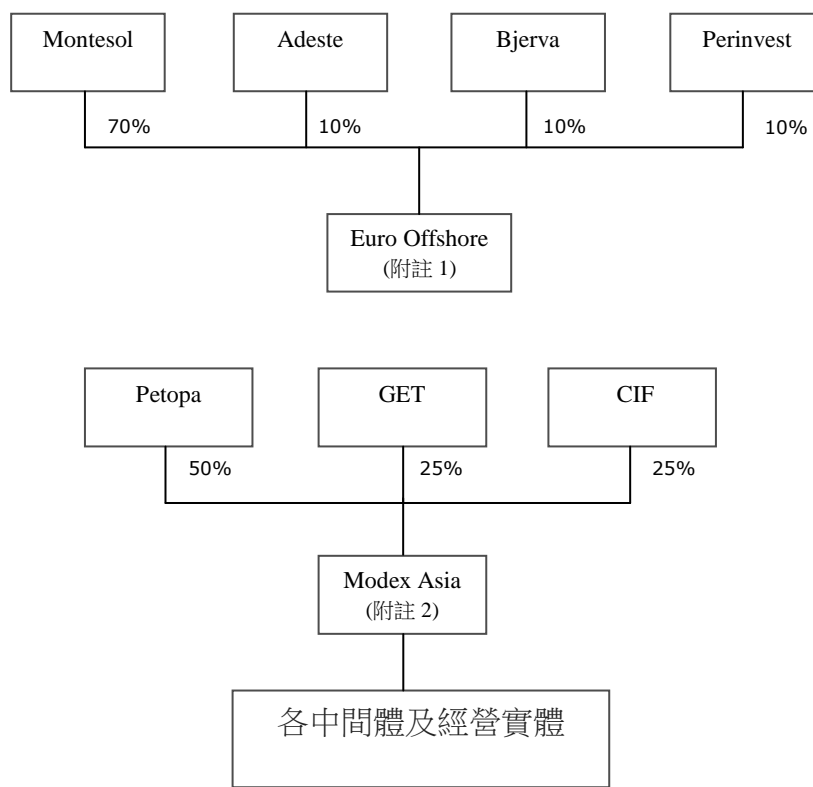 Montesol
Adeste
Bjerva
Perinvest
70%
10%
10%
10%
Euro Offshore
(附註 1)
Petopa
GET
CIF
50%
25%
25%
Modex Asia
(附註 2)
各中間體及經營實體